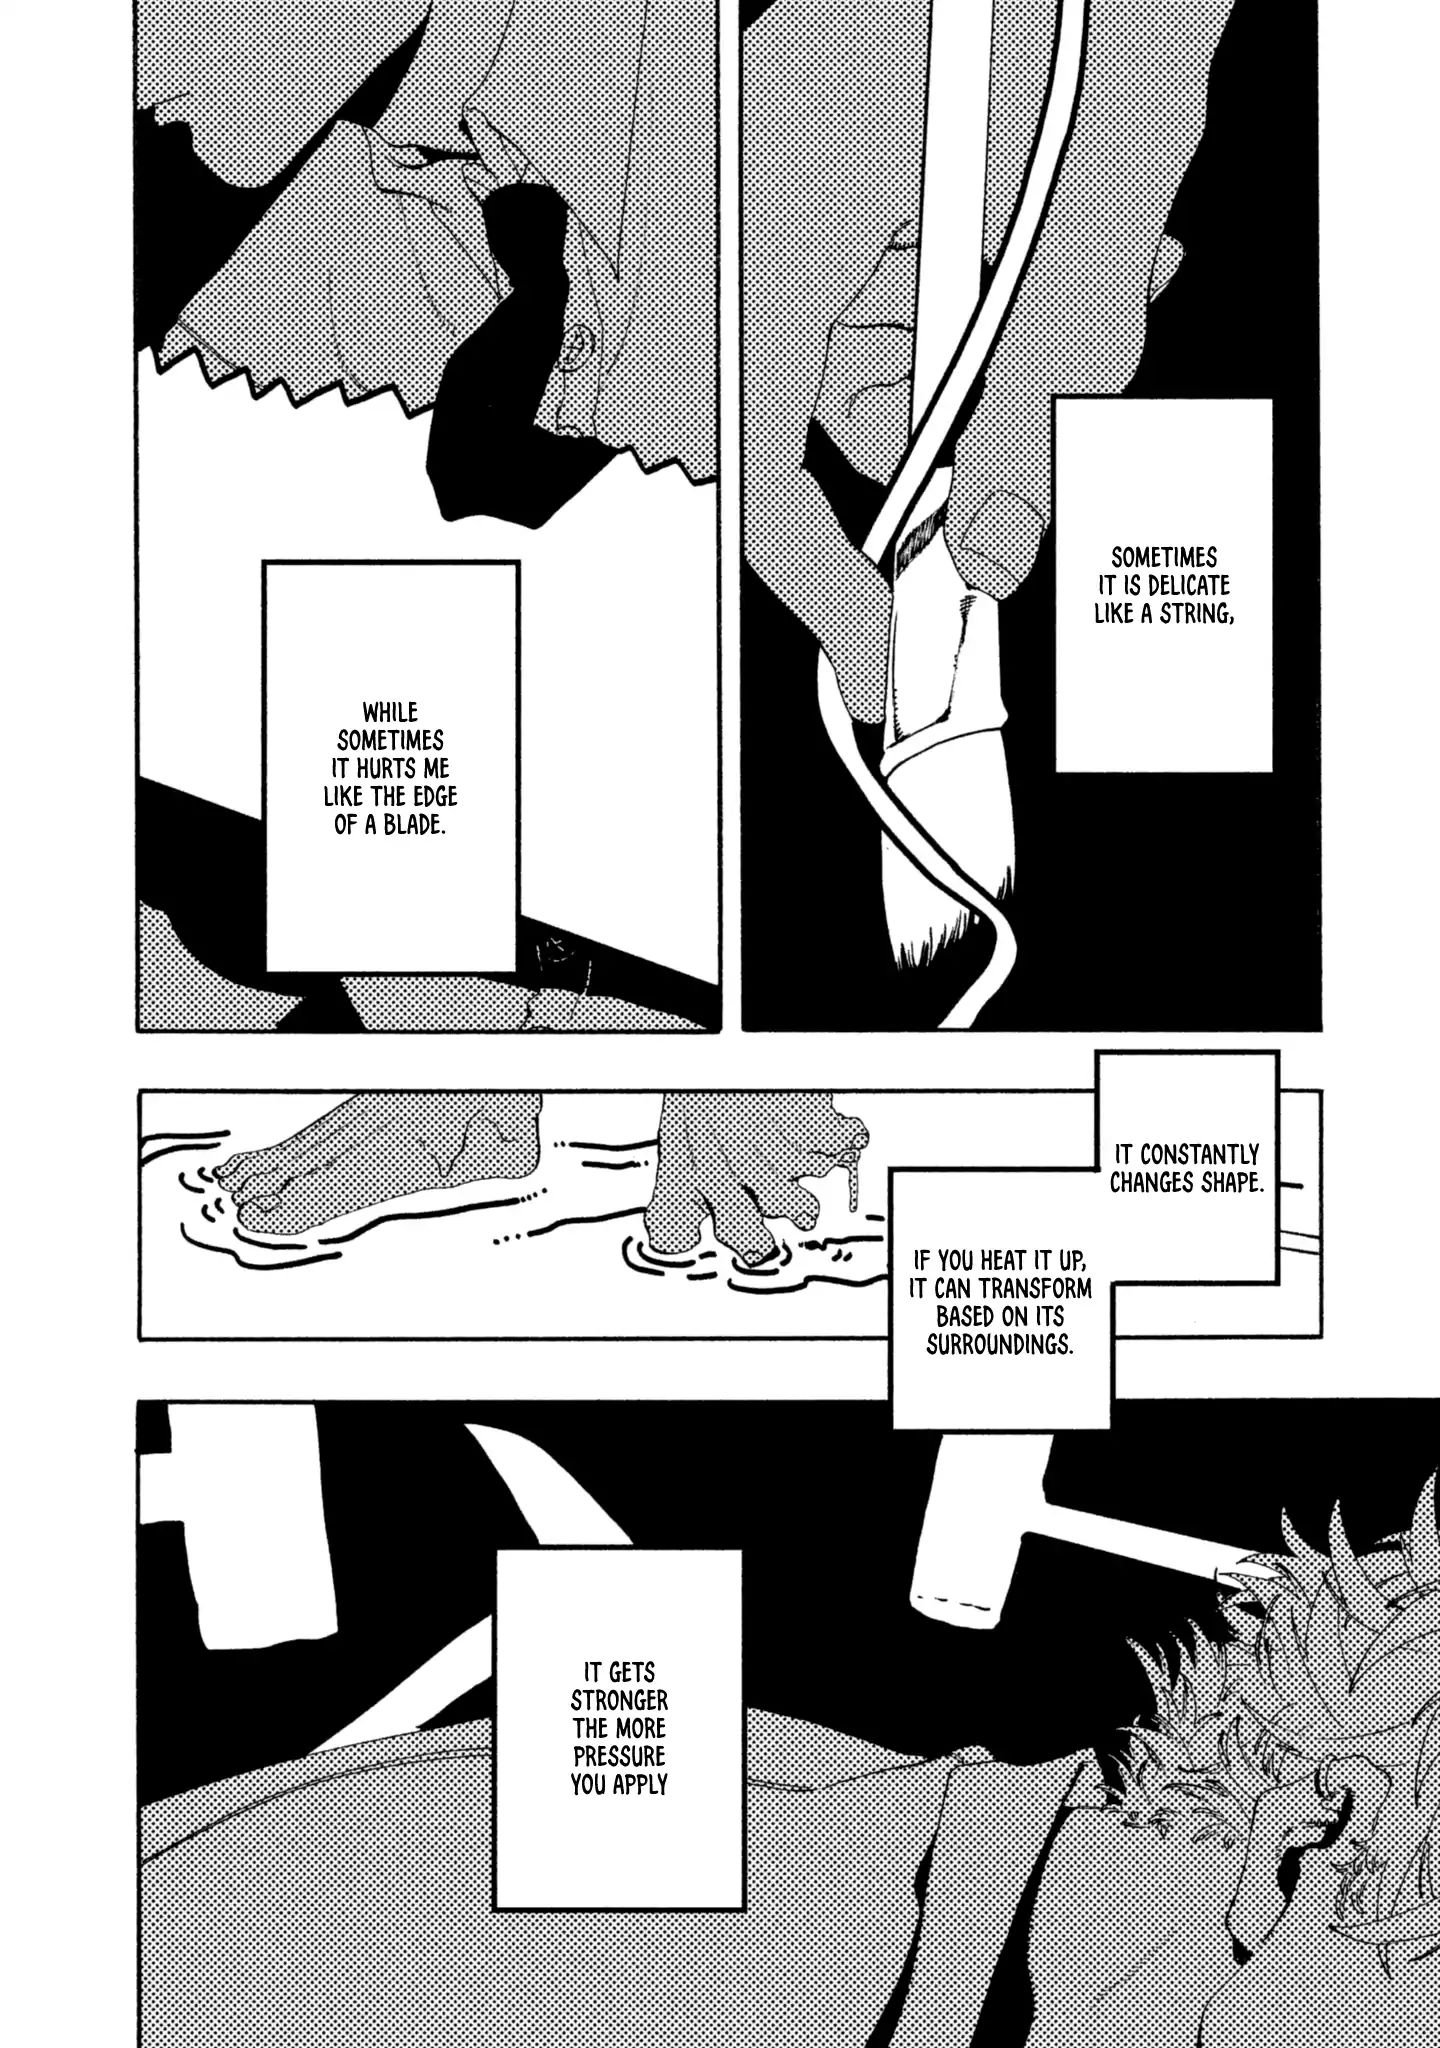 SOMETIMES
IT IS DELICATE
LIKE A STRING,
WHILE
SOMETIMES
IT HURTS ME
LIKE THE EDGE
OF A BLADE.
IT CONSTANTLY
CHANGES SHAPE.
IF YOU HEAT IT UP,
IT CAN TRANSFORM
BASED ON ITS
SURROUNDINGS.
IT GETS
STRONGER
THE MORE
PRESSURE
YOU APPLY